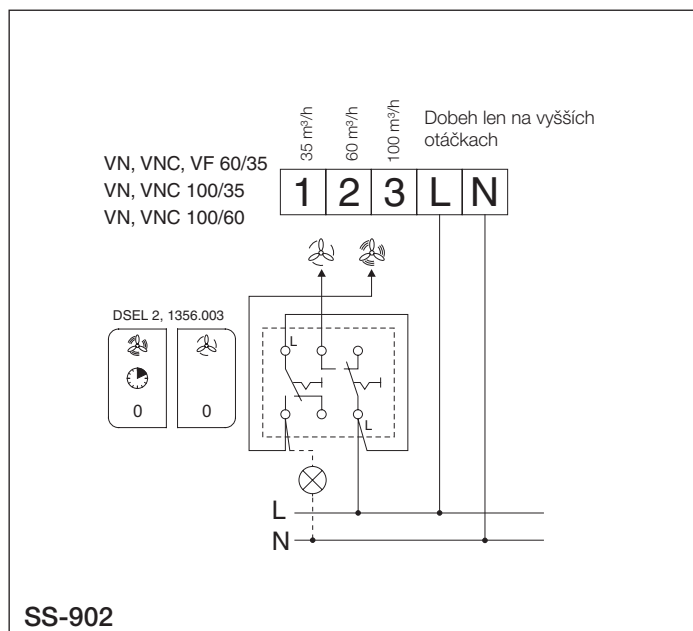 35 m³/h
60 m³/h
100 m³/h
Dobeh len na vyšších
otáčkach
VN, VNC, VF 60/35
VN, VNC 100/35
VN, VNC 100/60
1 2 3 L N
DSEL 2, 1356.003
0 0
L
L
L
N
SS-902